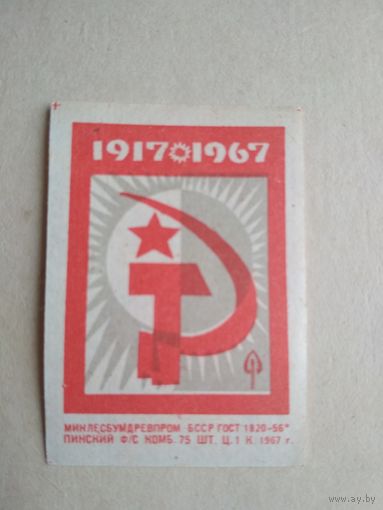 1917 1967
МИНЛЕСБУМДРЕВПРОМ БССР ГОСТ 1820-56*
ПИНСКИЙ Ф/С КОМБ. 75 ШТ. Ц. 1 К. 1967 г.
www.ay.by